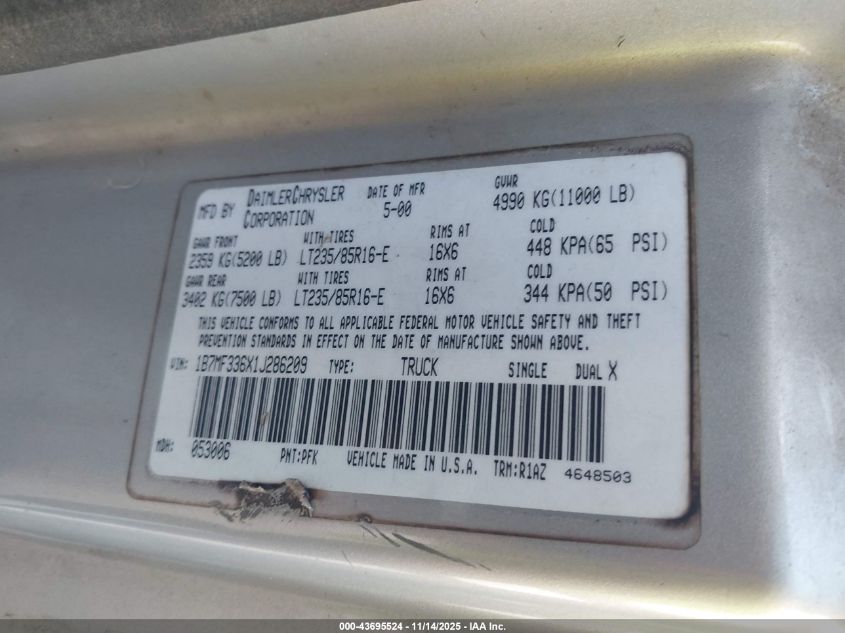 MFD BY DAIMLERCHRYSLER CORPORATION DATE OF MFR 5-00 GVWR 4990 KG(11000 LB)
GAWR FRONT WITH TIRES RIMS AT COLD
2359 KG(5200 LB) LT235/85R16-E 16X6 448 KPA(65 PSI)
GAWR REAR WITH TIRES RIMS AT COLD
3402 KG(7500 LB) LT235/85R16-E 16X6 344 KPA(50 PSI)
THIS VEHICLE CONFORMS TO ALL APPLICABLE FEDERAL MOTOR VEHICLE SAFETY AND THEFT
PREVENTION STANDARDS IN EFFECT ON THE DATE OF MANUFACTURE SHOWN ABOVE.
VIN: 1B7MF336X1J286209 TYPE: TRUCK SINGLE DUAL X
MDH: 053006 PNT:PFK VEHICLE MADE IN U.S.A. TRM:R1AZ 4648503
000-43695524 - 11/14/2025 - IAA Inc.